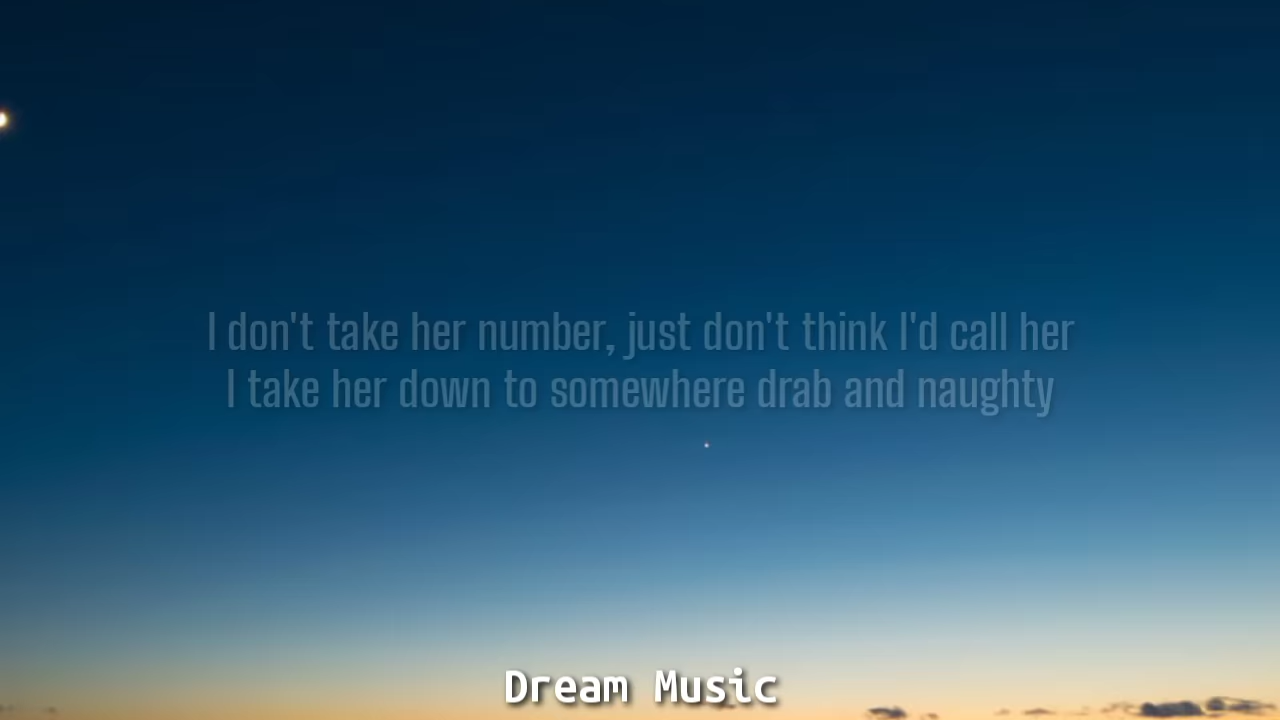 I don't take her number, just don't think I'd call her
I take her down to somewhere drab and naughty
Dream Music